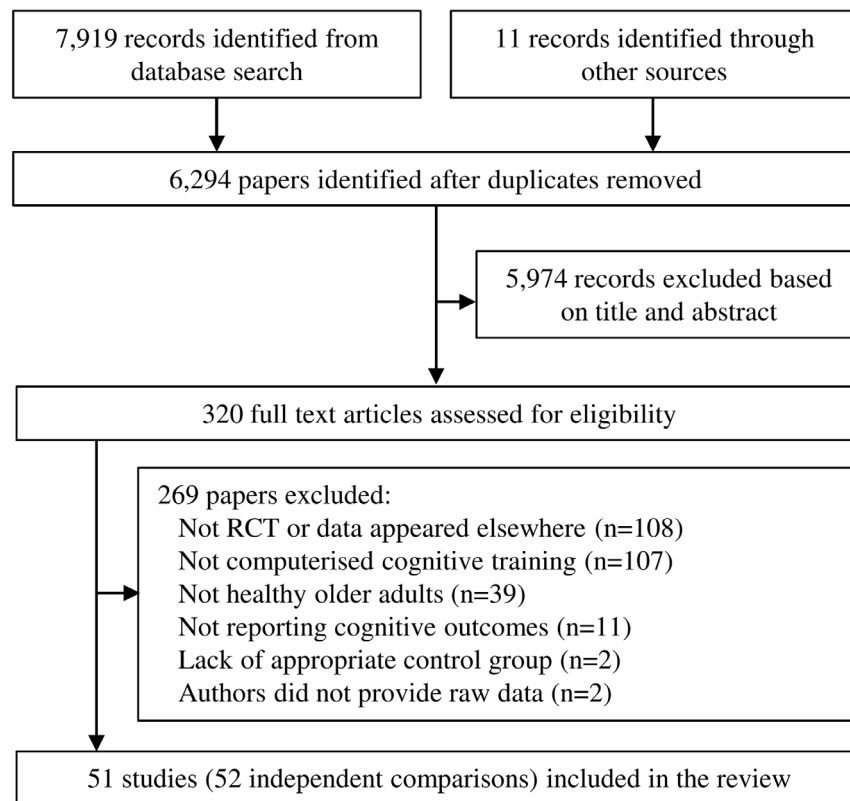 7,919 records identified from
database search
11 records identified through
other sources
6,294 papers identified after duplicates removed
5,974 records excluded based
on title and abstract
320 full text articles assessed for eligibility
269 papers excluded:
Not RCT or data appeared elsewhere (n=108)
Not computerised cognitive training (n=107)
Not healthy older adults (n=39)
Not reporting cognitive outcomes (n=11)
Lack of appropriate control group (n=2)
Authors did not provide raw data (n=2)
51 studies (52 independent comparisons) included in the review